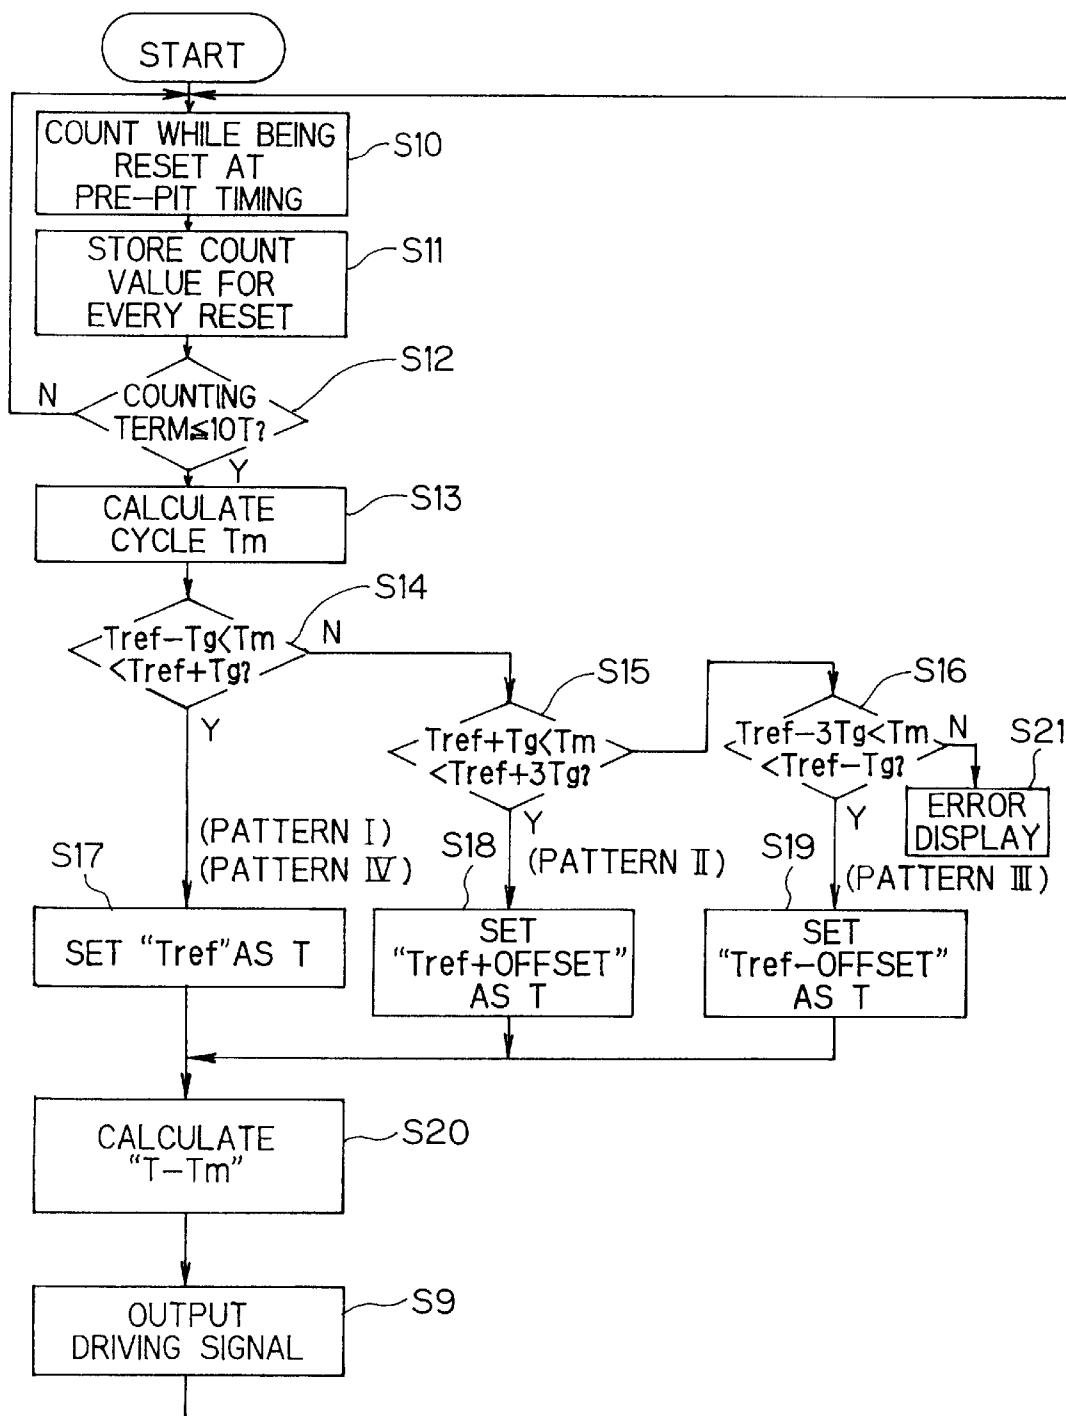 START
COUNT WHILE BEING
RESET AT
PRE-PIT TIMING
S10
STORE COUNT
VALUE FOR
EVERY RESET
S11
COUNTING
TERM≦10T?
S12
N
Y
CALCULATE
CYCLE Tm
S13
Tref-Tg<Tm
<Tref+Tg?
S14
N
Y
Tref+Tg<Tm
<Tref+3Tg?
S15
Y
Tref-3Tg<Tm
<Tref-Tg?
S16
N
Y
ERROR
DISPLAY
S21
(PATTERN I)
(PATTERN IV)
(PATTERN II)
(PATTERN III)
S17
SET "Tref" AS T
S18
SET
"Tref+OFFSET"
AS T
S19
SET
"Tref-OFFSET"
AS T
CALCULATE
"T-Tm"
S20
OUTPUT
DRIVING SIGNAL
S9